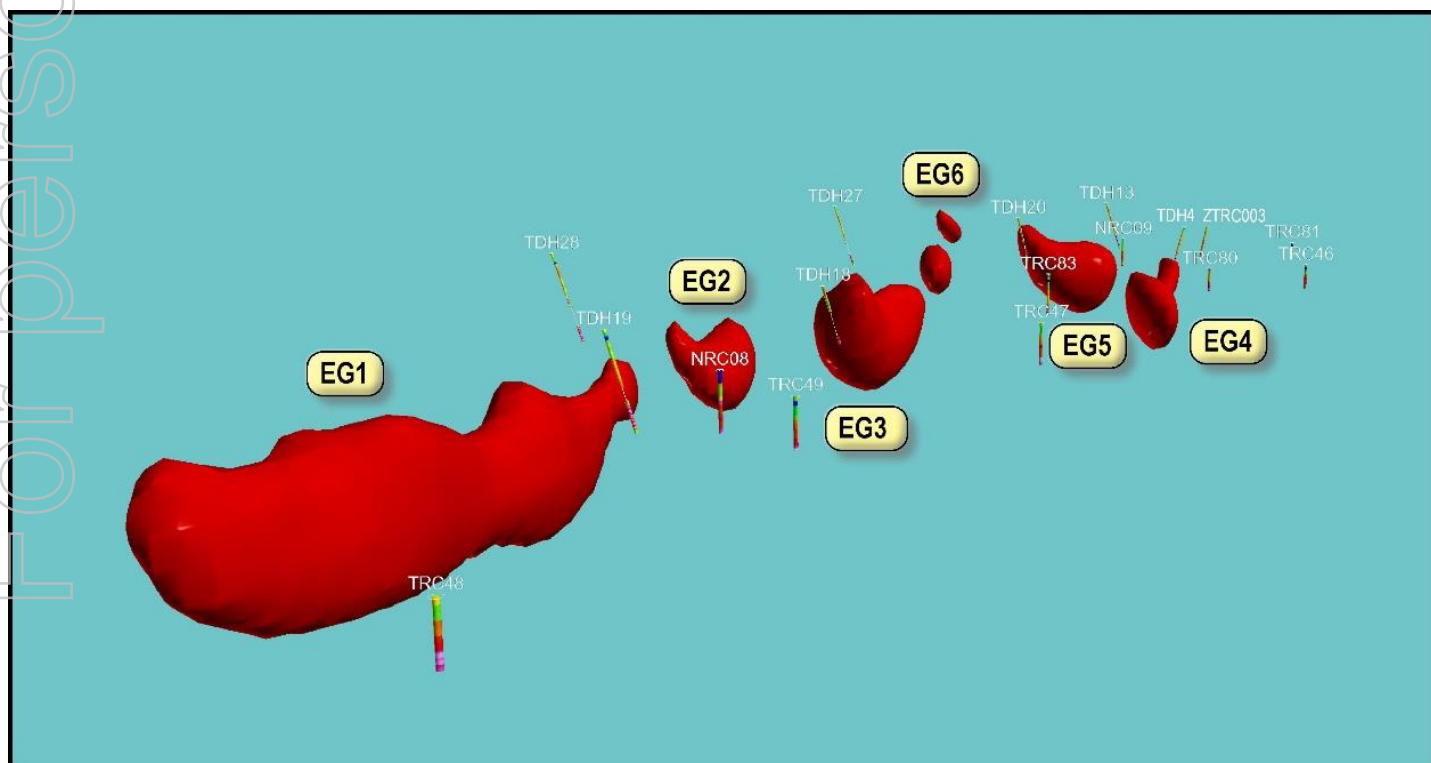 For perso
EG6
TDH27
TDH20
TDH13
TDH4 ZTRC003
NRC09
TRC81
TDH28
TRC80
TRC46
EG2
TDH18
TRC83
TDH19
TRC47
EG5
EG4
EG1
NRC08
TRC49
EG3
TRC48